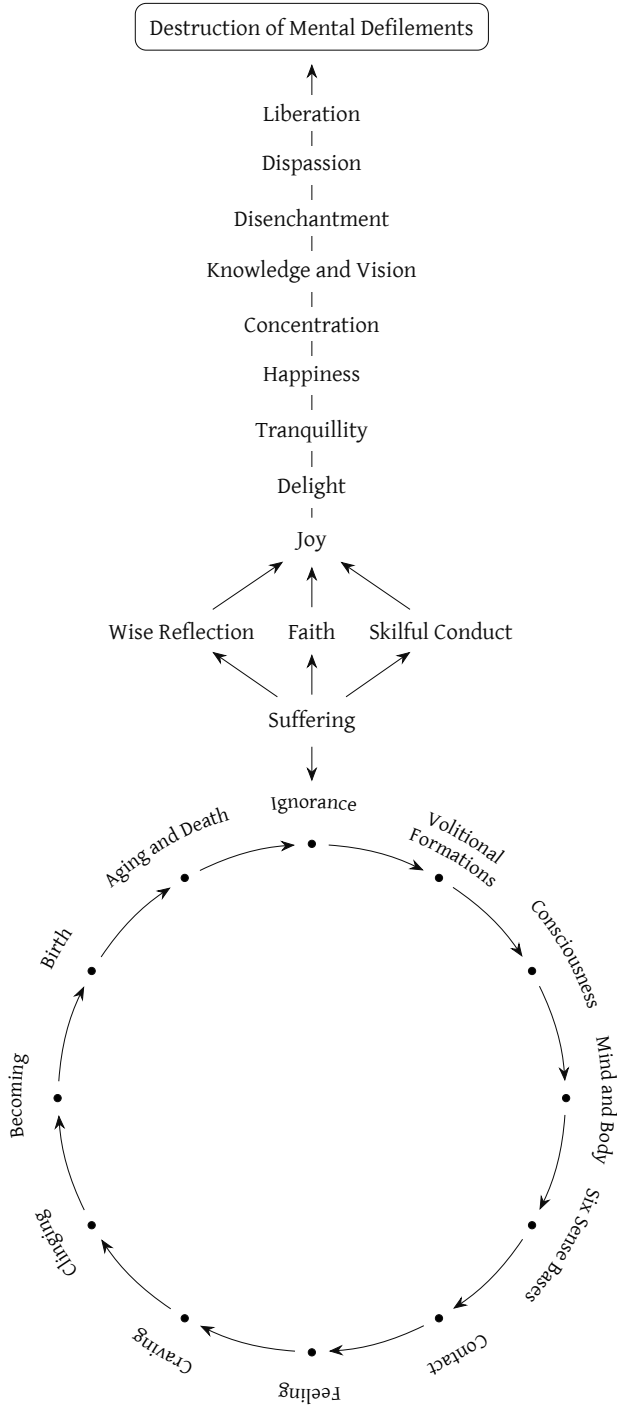 Destruction of Mental Defilements
Liberation
Dispassion
Disenchantment
Knowledge and Vision
Concentration
Happiness
Tranquillity
Delight
Joy
Wise Reflection
Faith
Skilful Conduct
Suffering
Ignorance
Volitional
Formations
Consciousness
Mind and Body
Six Sense Bases
Contact
Feeling
Craving
Clinging
Becoming
Birth
Aging and Death